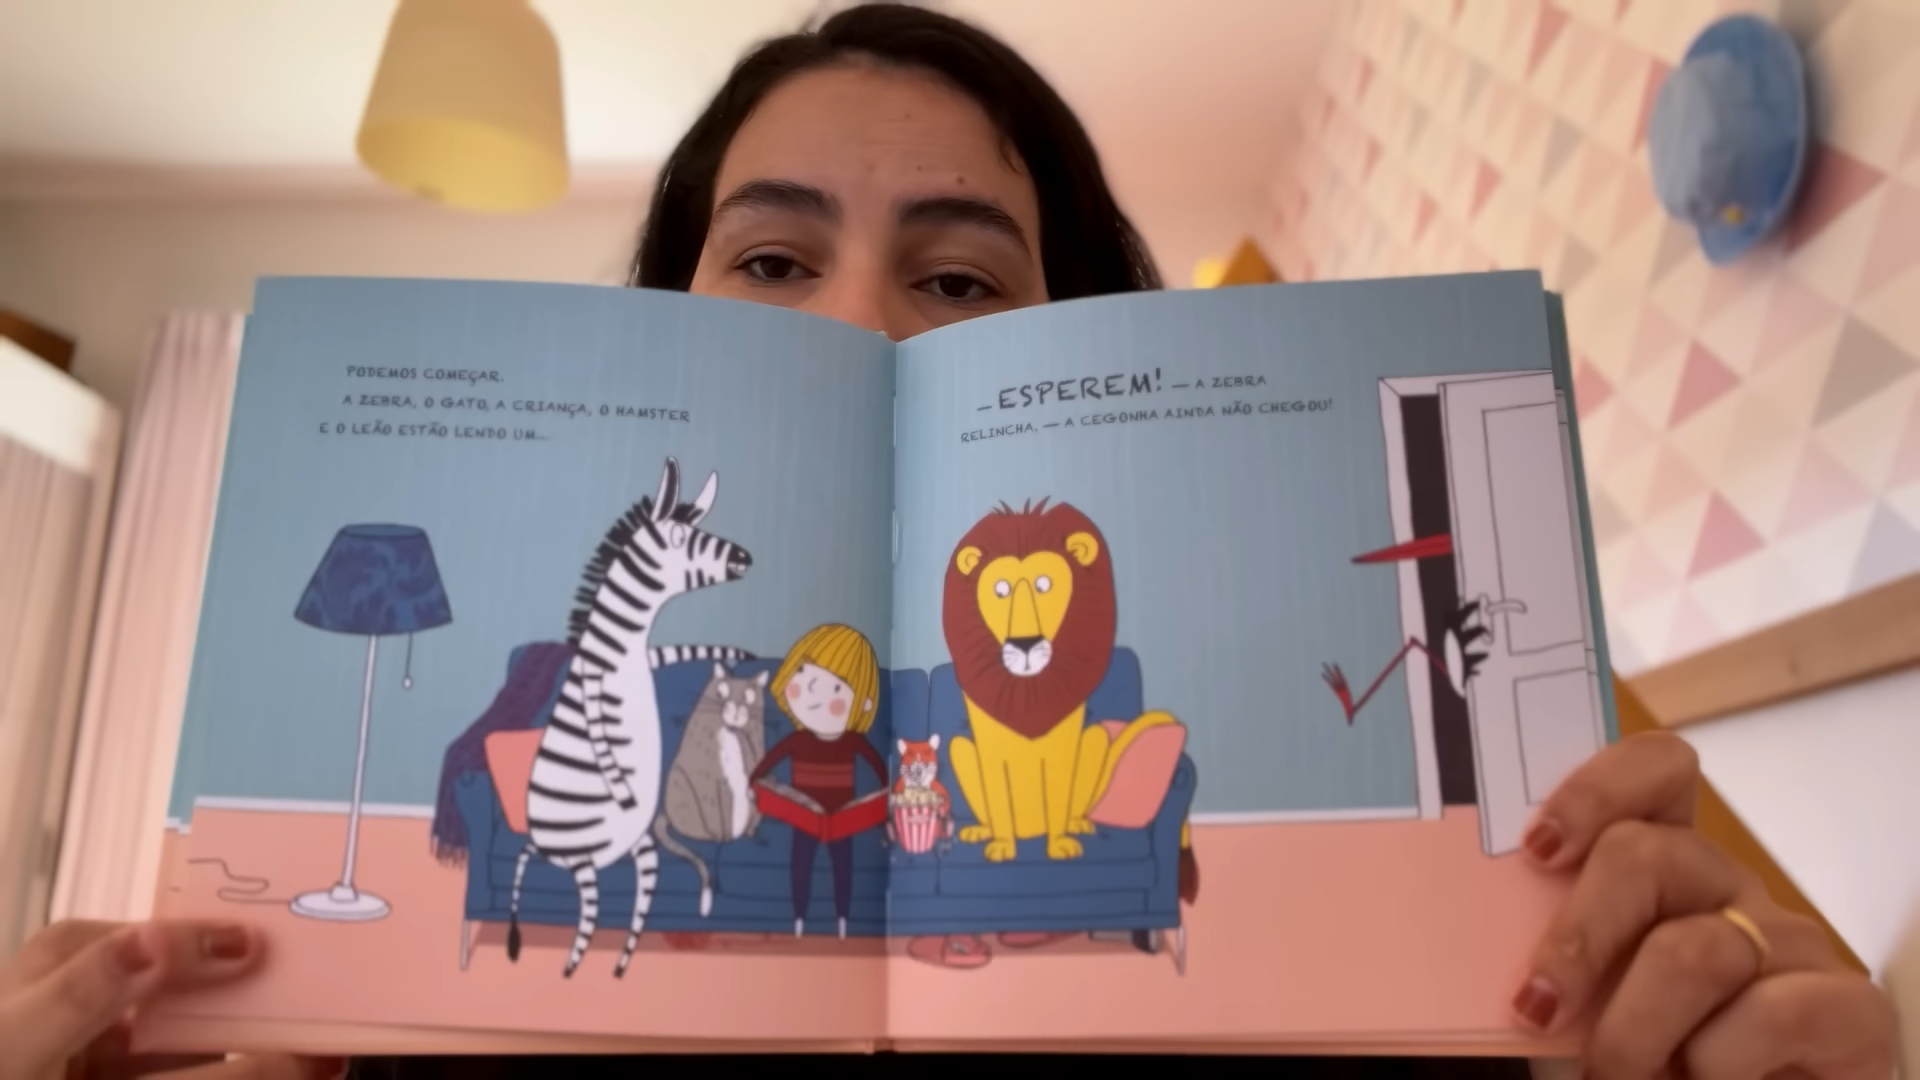 PODEMOS COMEÇAR.
A ZEBRA, O GATO, A CRIANÇA, O HAMSTER
E O LEÃO ESTÃO LENDO UM...
— ESPEREM! — A ZEBRA
RELINCHA. — A CEGONHA AINDA NÃO CHEGOU!